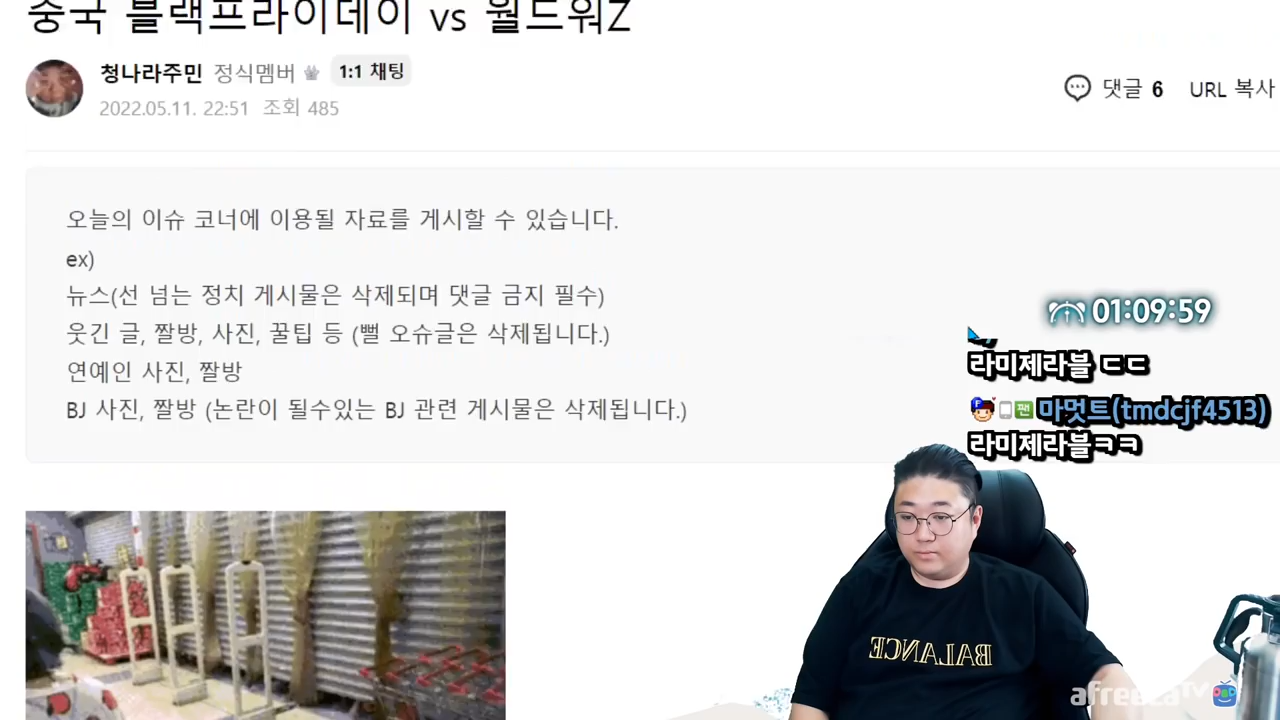 중국 블랙프라이데이 vs 월드워Z
청나라주민 정식멤버 1:1 채팅
2022.05.11. 22:51 조회 485
댓글 6 URL 복사
오늘의 이슈 코너에 이용될 자료를 게시할 수 있습니다.
ex)
뉴스(선 넘는 정치 게시물은 삭제되며 댓글 금지 필수)
웃긴 글, 짤방, 사진, 꿀팁 등 (뻘 오슈글은 삭제됩니다.)
연예인 사진, 짤방
BJ 사진, 짤방 (논란이 될수있는 BJ 관련 게시물은 삭제됩니다.)
01:09:59
라미제라블 ㄷㄷ
F 팬 마멋트(tmdcjf4513)
라미제라블ㅋㅋ
BALANCE
afreecaTV